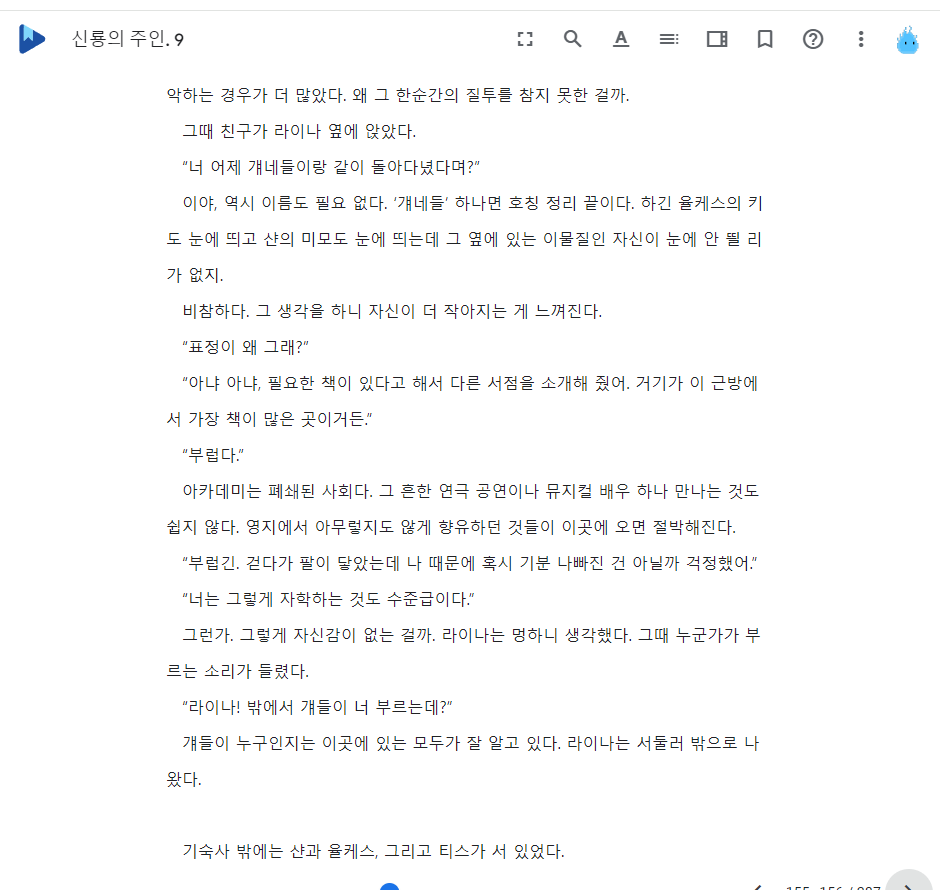 신룡의 주인. 9
악하는 경우가 더 많았다. 왜 그 한순간의 질투를 참지 못한 걸까.
그때 친구가 라이나 옆에 앉았다.
“너 어제 걔네들이랑 같이 돌아다녔다며?”
이야, 역시 이름도 필요 없다. ‘걔네들’ 하나면 호칭 정리 끝이다. 하긴 율케스의 키
도 눈에 띄고 샨의 미모도 눈에 띄는데 그 옆에 있는 이물질인 자신이 눈에 안 띌 리
가 없지.
비참하다. 그 생각을 하니 자신이 더 작아지는 게 느껴진다.
“표정이 왜 그래?”
“아냐 아냐, 필요한 책이 있다고 해서 다른 서점을 소개해 줬어. 거기가 이 근방에
서 가장 책이 많은 곳이거든.”
“부럽다.”
아카데미는 폐쇄된 사회다. 그 흔한 연극 공연이나 뮤지컬 배우 하나 만나는 것도
쉽지 않다. 영지에서 아무렇지도 않게 향유하던 것들이 이곳에 오면 절박해진다.
“부럽긴. 걷다가 팔이 닿았는데 나 때문에 혹시 기분 나빠진 건 아닐까 걱정했어.”
“너는 그렇게 자학하는 것도 수준급이다.”
그런가. 그렇게 자신감이 없는 걸까. 라이나는 멍하니 생각했다. 그때 누군가가 부
르는 소리가 들렸다.
“라이나! 밖에서 걔들이 너 부르는데?”
걔들이 누구인지는 이곳에 있는 모두가 잘 알고 있다. 라이나는 서둘러 밖으로 나
왔다.
기숙사 밖에는 샨과 율케스, 그리고 티스가 서 있었다.